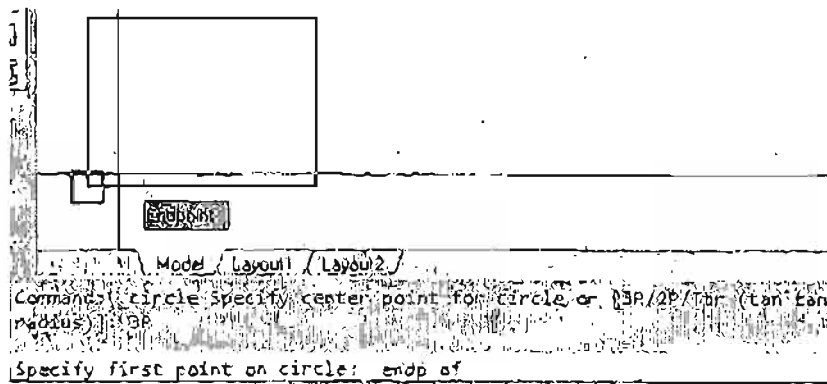 Endpoint
Model Layout1 Layout2
Command: circle Specify center point for circle or [3P/2P/Ttr (tan tan
radius)]: 3P
Specify first point on circle: endp of